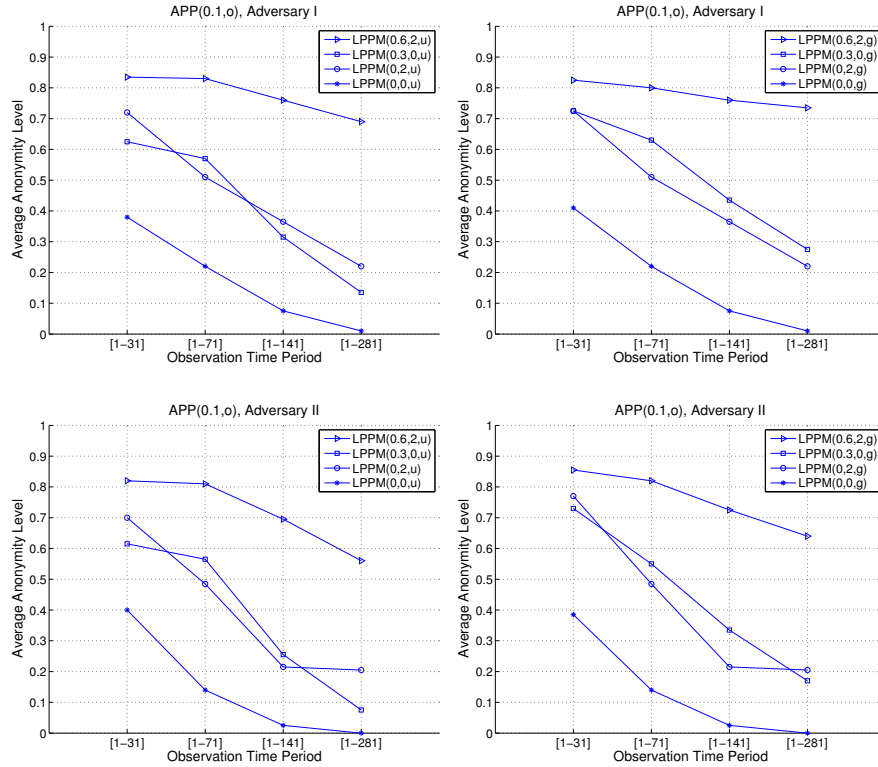 APP(0.1,o), Adversary I
1
0.9
0.8
0.7
0.6
0.5
0.4
0.3
0.2
0.1
0
Average Anonymity Level
LPPM(0.6,2,u)
LPPM(0.3,0,u)
LPPM(0,2,u)
LPPM(0,0,u)
[1−31] [1−71] [1−141] [1−281]
Observation Time Period
APP(0.1,o), Adversary I
1
0.9
0.8
0.7
0.6
0.5
0.4
0.3
0.2
0.1
0
Average Anonymity Level
LPPM(0.6,2,g)
LPPM(0.3,0,g)
LPPM(0,2,g)
LPPM(0,0,g)
[1−31] [1−71] [1−141] [1−281]
Observation Time Period
APP(0.1,o), Adversary II
1
0.9
0.8
0.7
0.6
0.5
0.4
0.3
0.2
0.1
0
Average Anonymity Level
LPPM(0.6,2,u)
LPPM(0.3,0,u)
LPPM(0,2,u)
LPPM(0,0,u)
[1−31] [1−71] [1−141] [1−281]
Observation Time Period
APP(0.1,o), Adversary II
1
0.9
0.8
0.7
0.6
0.5
0.4
0.3
0.2
0.1
0
Average Anonymity Level
LPPM(0.6,2,g)
LPPM(0.3,0,g)
LPPM(0,2,g)
LPPM(0,0,g)
[1−31] [1−71] [1−141] [1−281]
Observation Time Period